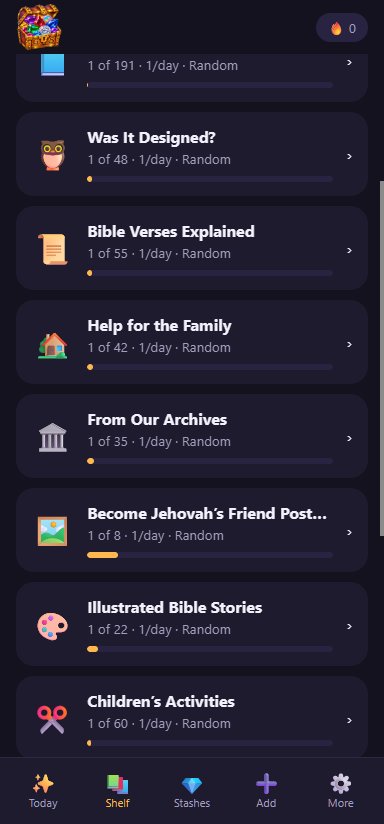 0
1 of 191 · 1/day · Random
Was It Designed?
1 of 48 · 1/day · Random
Bible Verses Explained
1 of 55 · 1/day · Random
Help for the Family
1 of 42 · 1/day · Random
From Our Archives
1 of 35 · 1/day · Random
Become Jehovah’s Friend Post…
1 of 8 · 1/day · Random
Illustrated Bible Stories
1 of 22 · 1/day · Random
Children’s Activities
1 of 60 · 1/day · Random
Today Shelf Stashes Add More